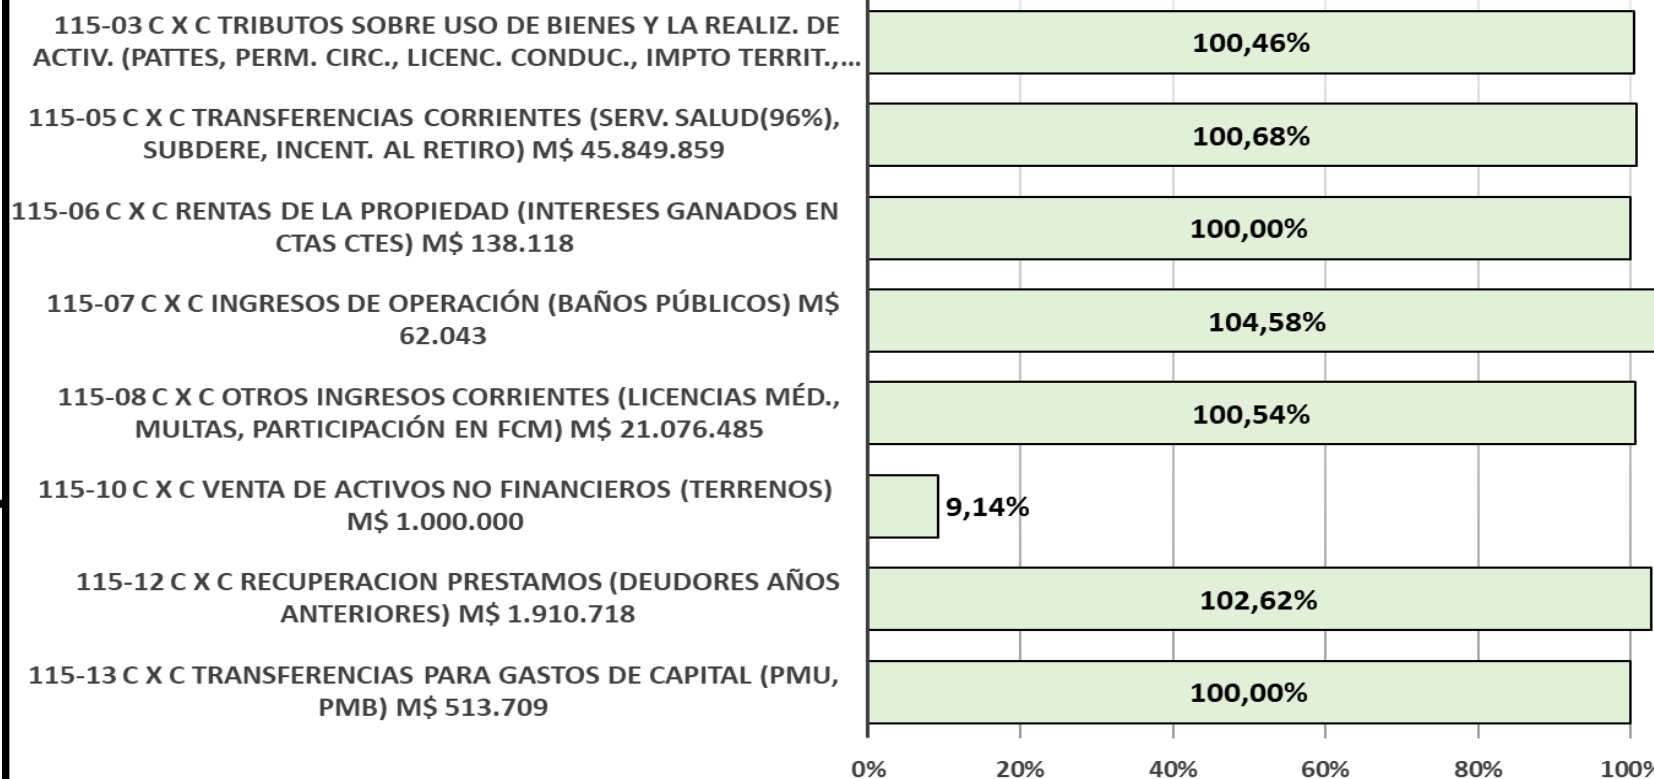 115-03 C X C TRIBUTOS SOBRE USO DE BIENES Y LA REALIZ. DE
ACTIV. (PATTES, PERM. CIRC., LICENC. CONDUC., IMPTO TERRIT.,...
100,46%
115-05 C X C TRANSFERENCIAS CORRIENTES (SERV. SALUD(96%),
SUBDERE, INCENT. AL RETIRO) M$ 45.849.859
100,68%
115-06 C X C RENTAS DE LA PROPIEDAD (INTERESES GANADOS EN
CTAS CTES) M$ 138.118
100,00%
115-07 C X C INGRESOS DE OPERACIÓN (BAÑOS PÚBLICOS) M$
62.043
104,58%
115-08 C X C OTROS INGRESOS CORRIENTES (LICENCIAS MÉD.,
MULTAS, PARTICIPACIÓN EN FCM) M$ 21.076.485
100,54%
115-10 C X C VENTA DE ACTIVOS NO FINANCIEROS (TERRENOS)
M$ 1.000.000
9,14%
115-12 C X C RECUPERACION PRESTAMOS (DEUDORES AÑOS
ANTERIORES) M$ 1.910.718
102,62%
115-13 C X C TRANSFERENCIAS PARA GASTOS DE CAPITAL (PMU,
PMB) M$ 513.709
100,00%
0% 20% 40% 60% 80% 100%